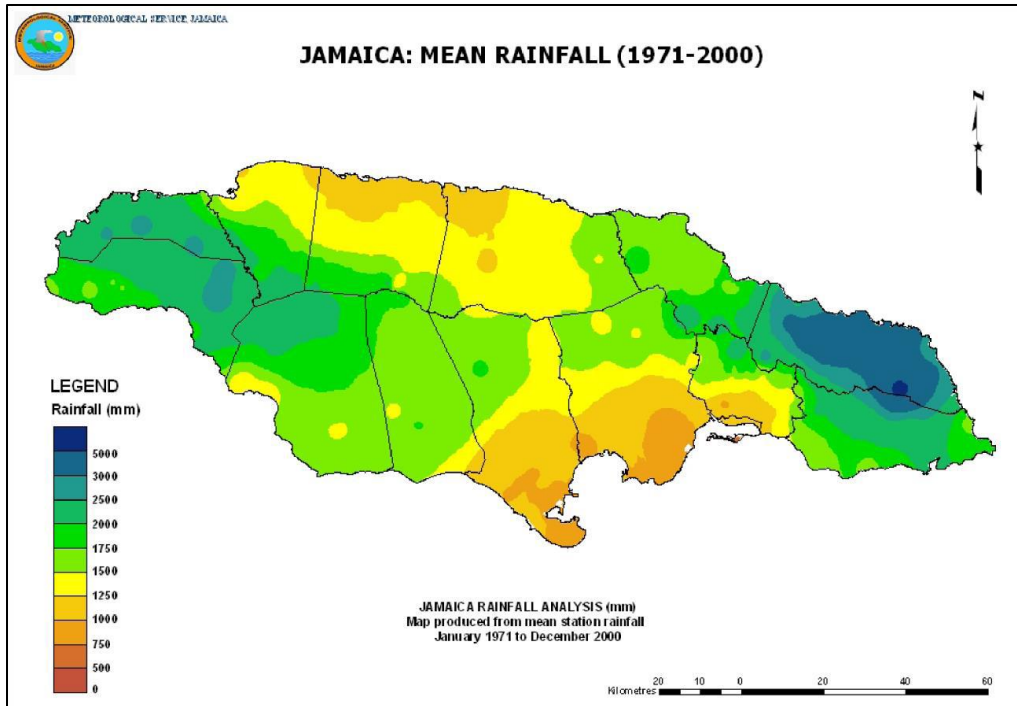 METEOROLOGICAL SERVICE, JAMAICA
JAMAICA: MEAN RAINFALL (1971-2000)
N
LEGEND
Rainfall (mm)
5000
3000
2500
2000
1750
1500
1250
1000
750
500
0
JAMAICA RAINFALL ANALYSIS (mm)
Map produced from mean station rainfall
January 1971 to December 2000
20 10 0 20 40 60
Kilometres